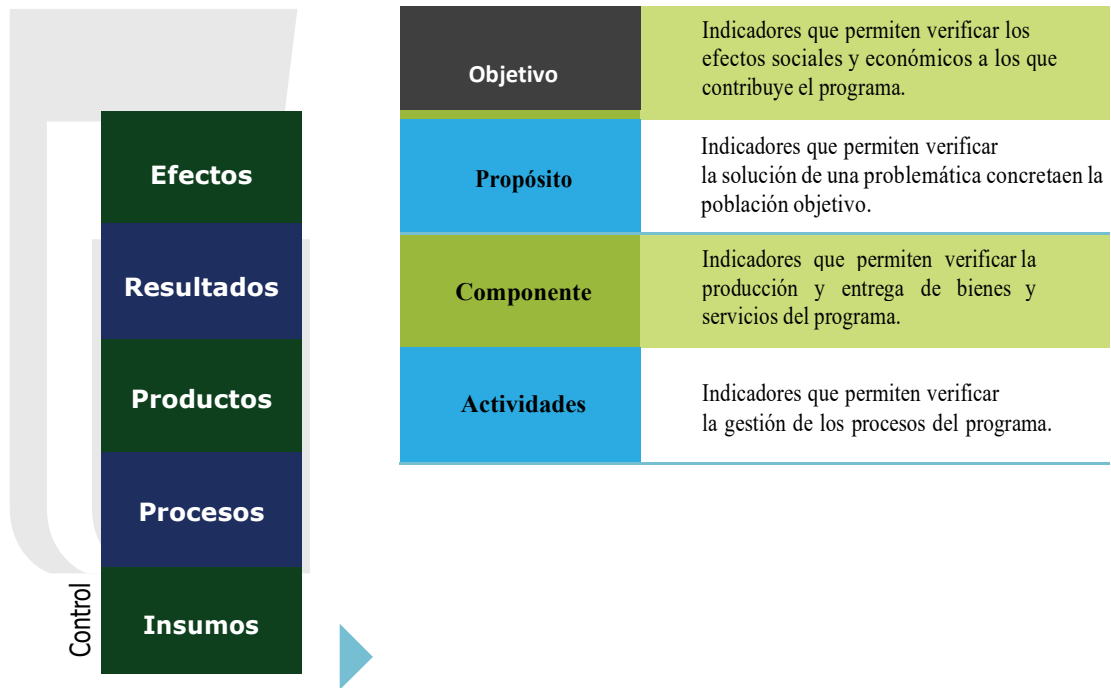 Efectos
Resultados
Productos
Procesos
Insumos
Control
Objetivo
Indicadores que permiten verificar los
efectos sociales y económicos a los que
contribuye el programa.
Propósito
Indicadores que permiten verificar
la solución de una problemática concretaen la
población objetivo.
Componente
Indicadores que permiten verificar la
producción y entrega de bienes y
servicios del programa.
Actividades
Indicadores que permiten verificar
la gestión de los procesos del programa.